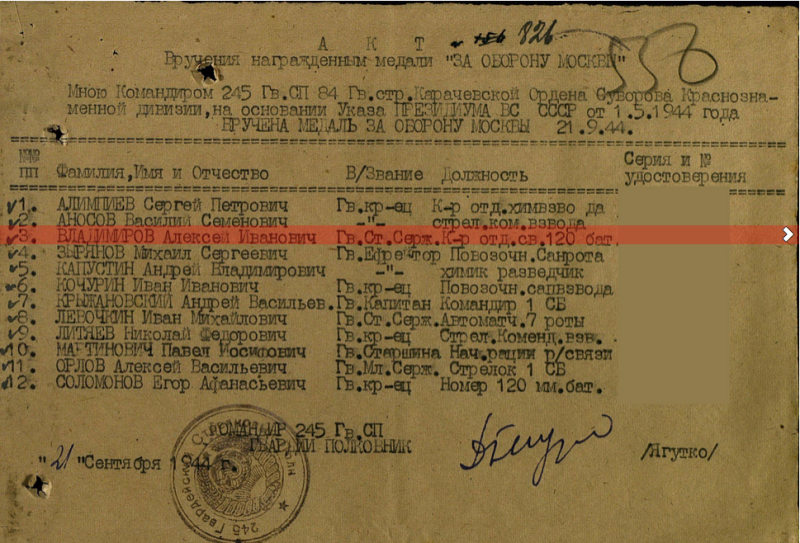 А К Т
826
556
Вручения награжденным медали "ЗА ОБОРОНУ МОСКВЫ"
Мною Командиром 245 Гв.СП 84 Гв.стр.Карачевской Ордена Суворова Краснозна-
менной дивизии,на основании Указа ПРЕЗИДИУМА ВС СССР от 1.5.1944 года
ВРУЧЕНА МЕДАЛЬ ЗА ОБОРОНУ МОСКВЫ 21.9.44.
ПП Фамилия,Имя и Отчество В/Звание Должность Серия и № удостоверения
1. АЛИМПИЕВ Сергей Петрович Гв.кр-ец К-р отд.химвзво да
2. АНОСОВ Василий Семенович -"- стрел.ком.взвода
3. ВЛАДИМИРОВ Алексей Иванович Гв.Ст.Серж.К-р отд.св.120 бат.
4. ЗЫРЯНОВ Михаил Сергеевич Гв.Ефрейтор Повозочн.Санрота
5. КАПУСТИН Андрей Владимирович -"- химик разведчик
6. КОЧУРИН Иван Иванович Гв.кр-ец Повозочн.сапвзвода
7. КРЫЖАНОВСКИЙ Андрей Васильев.Гв.Капитан Командир 1 СБ
8. ЛЕВОЧКИН Иван Михайлович Гв.Ст.Серж.Автоматч.7 роты
9. ЛИТЯЕВ Николай Федорович Гв.кр-ец Стрел.Коменд.взв.
10. МАРТИНОВИЧ Павел Иосифович Гв.Старшина Нач.рации р/связи
11. ОРЛОВ Алексей Васильевич Гв.Мл.Серж. Стрелок 1 СБ
12. СОЛОМОНОВ Егор Афанасьевич Гв.кр-ец Номер 120 мм.бат.
КОМАНДИР 245 Гв.СП
ГВАРДИИ ПОЛКОВНИК
/Ягутко/
"21"Сентября 1944 г.
245 Гвардейский